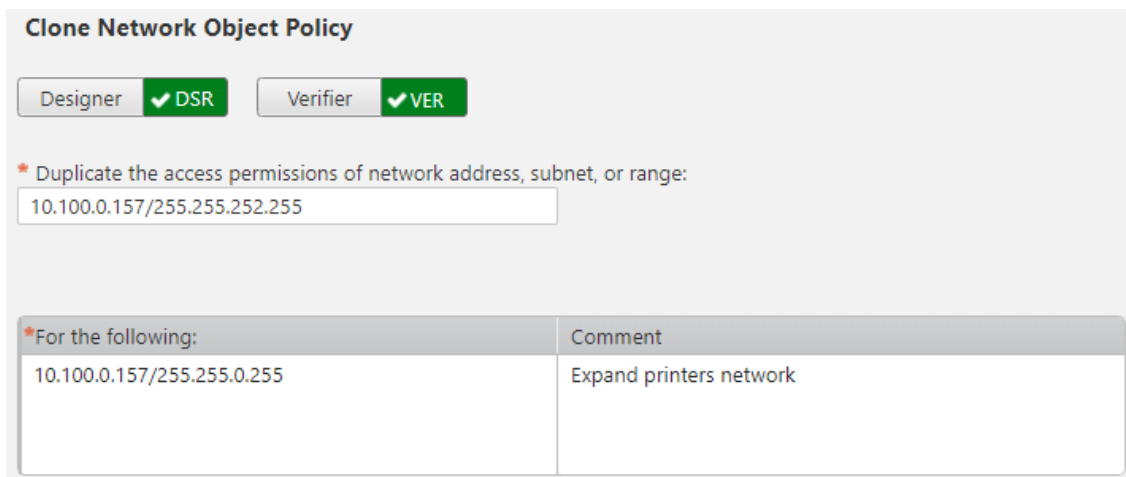 Clone Network Object Policy
Designer DSR Verifier VER
* Duplicate the access permissions of network address, subnet, or range:
10.100.0.157/255.255.252.255
*For the following: Comment
10.100.0.157/255.255.0.255 Expand printers network